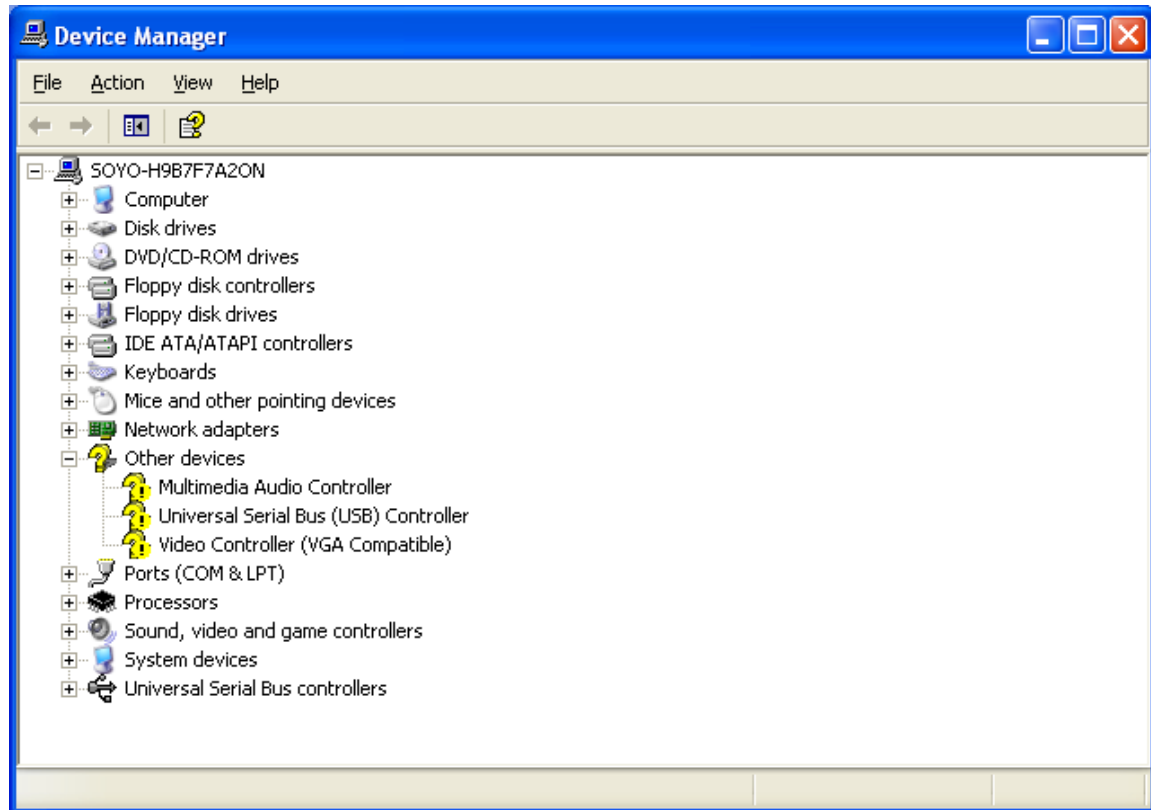 Device Manager
File Action View Help
SOYO-H9B7F7A2ON
Computer
Disk drives
DVD/CD-ROM drives
Floppy disk controllers
Floppy disk drives
IDE ATA/ATAPI controllers
Keyboards
Mice and other pointing devices
Network adapters
Other devices
Multimedia Audio Controller
Universal Serial Bus (USB) Controller
Video Controller (VGA Compatible)
Ports (COM & LPT)
Processors
Sound, video and game controllers
System devices
Universal Serial Bus controllers